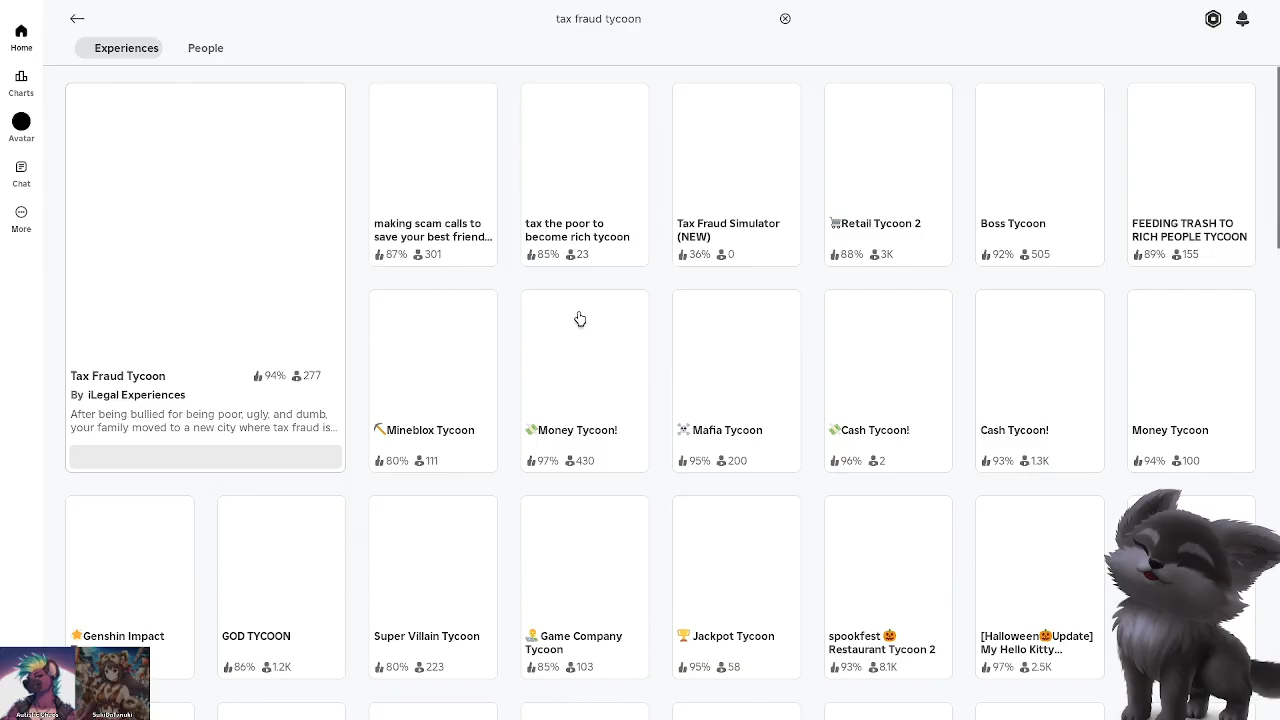 tax fraud tycoon
Experiences
People
Home
Charts
Avatar
Chat
More
Tax Fraud Tycoon
94% 277
By iLegal Experiences
After being bullied for being poor, ugly, and dumb,
your family moved to a new city where tax fraud is...
making scam calls to
save your best friend...
87% 301
tax the poor to
become rich tycoon
85% 23
Tax Fraud Simulator
(NEW)
36% 0
🛒Retail Tycoon 2
88% 3K
Boss Tycoon
92% 505
FEEDING TRASH TO
RICH PEOPLE TYCOON
89% 155
⛏️Mineblox Tycoon
80% 111
💸Money Tycoon!
97% 430
☠️ Mafia Tycoon
95% 200
💸Cash Tycoon!
96% 2
Cash Tycoon!
93% 1.3K
Money Tycoon
94% 100
⭐Genshin Impact
GOD TYCOON
86% 1.2K
Super Villain Tycoon
80% 223
Game Company
Tycoon
85% 103
🏆Jackpot Tycoon
95% 58
spookfest 🎃
Restaurant Tycoon 2
93% 8.1K
[Halloween🎃Update]
My Hello Kitty...
97% 2.5K